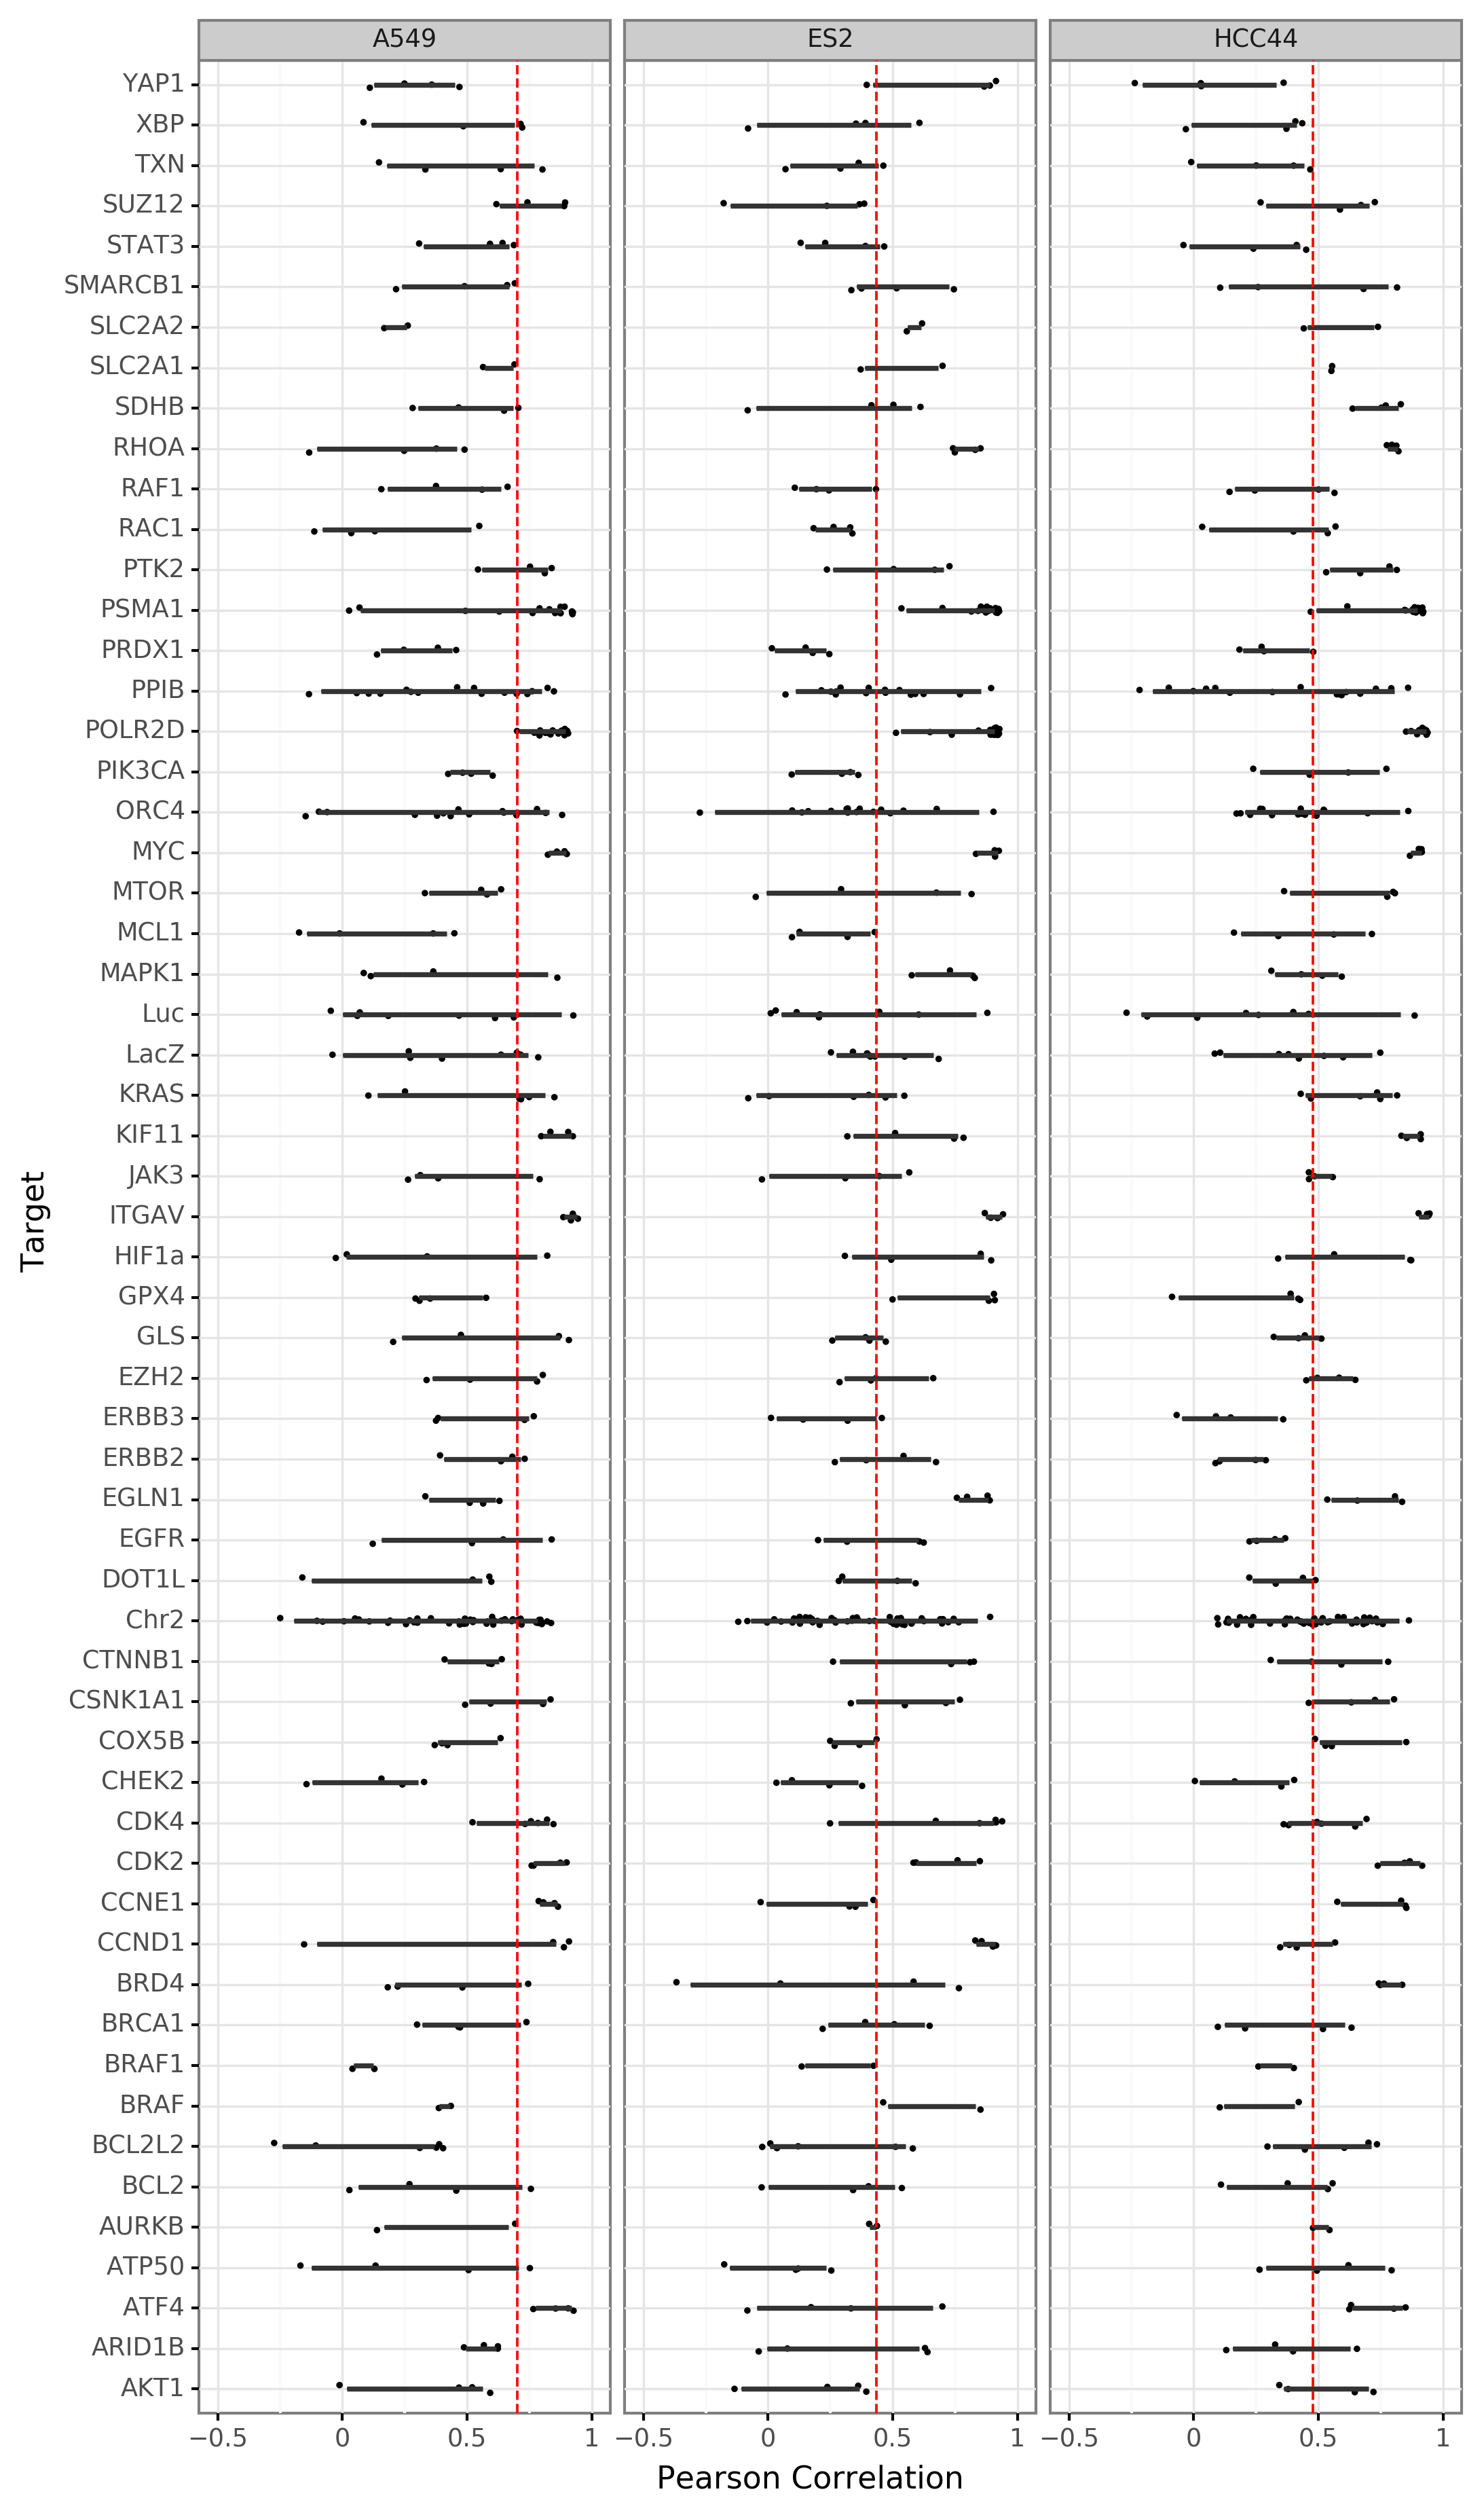 A549 ES2 HCC44
YAP1
XBP
TXN
SUZ12
STAT3
SMARCB1
SLC2A2
SLC2A1
SDHB
RHOA
RAF1
RAC1
PTK2
PSMA1
PRDX1
PPIB
POLR2D
PIK3CA
ORC4
MYC
MTOR
MCL1
MAPK1
Luc
LacZ
KRAS
KIF11
JAK3
ITGAV
HIF1a
GPX4
GLS
EZH2
ERBB3
ERBB2
EGLN1
EGFR
DOT1L
Chr2
CTNNB1
CSNK1A1
COX5B
CHEK2
CDK4
CDK2
CCNE1
CCND1
BRD4
BRCA1
BRAF1
BRAF
BCL2L2
BCL2
AURKB
ATP50
ATF4
ARID1B
AKT1
Target
−0.5 0 0.5 1 −0.5 0 0.5 1 −0.5 0 0.5 1
Pearson Correlation